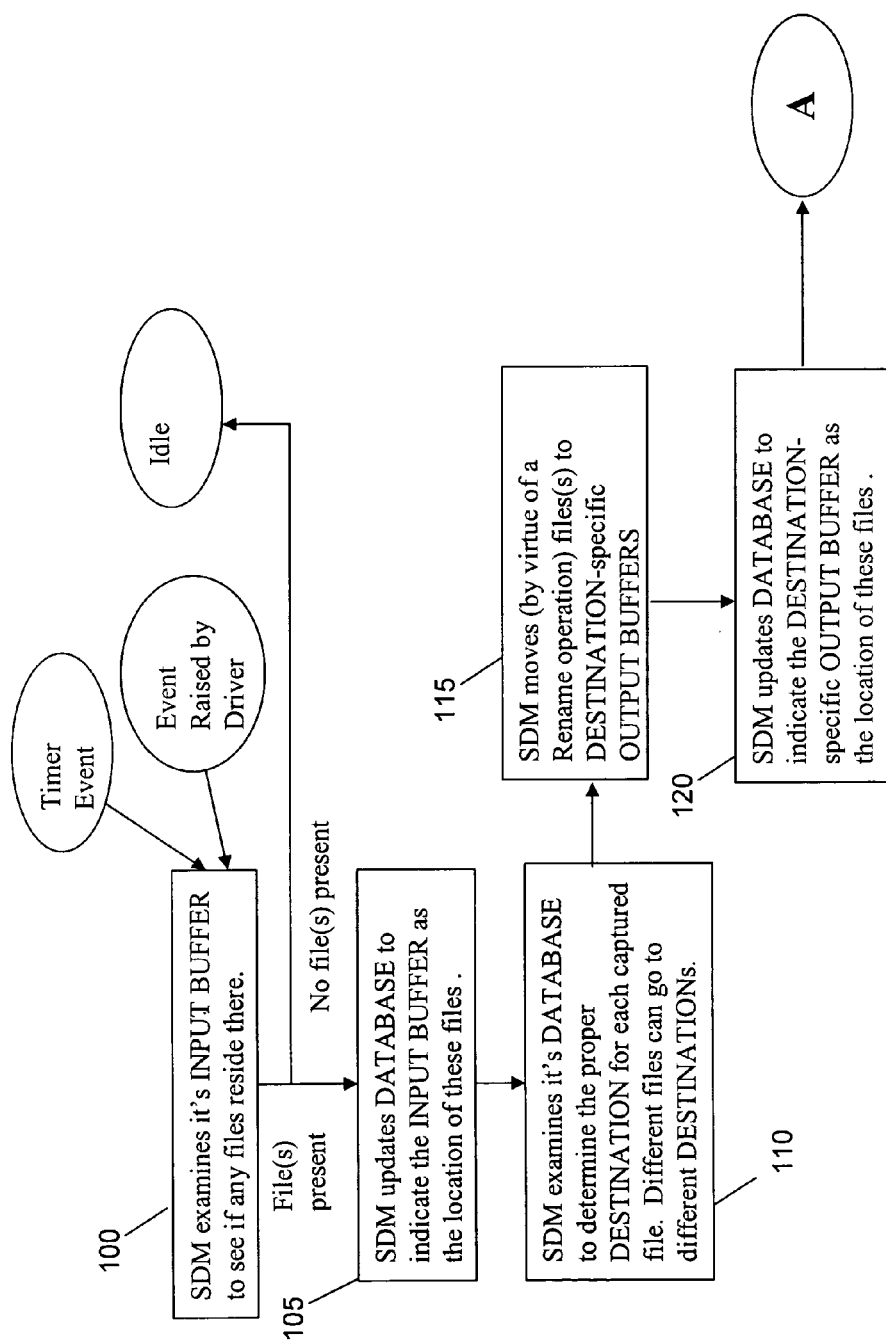 Timer
Event
Event
Raised by
Driver
Idle
100
SDM examines it's INPUT BUFFER
to see if any files reside there.
File(s)
present
No file(s) present
105
SDM updates DATABASE to
indicate the INPUT BUFFER as
the location of these files .
110
SDM examines it's DATABASE
to determine the proper
DESTINATION for each captured
file. Different files can go to
different DESTINATIONs.
115
SDM moves (by virtue of a
Rename operation) files(s) to
DESTINATION-specific
OUTPUT BUFFERS
120
SDM updates DATABASE to
indicate the DESTINATION-
specific OUTPUT BUFFER as
the location of these files .
A